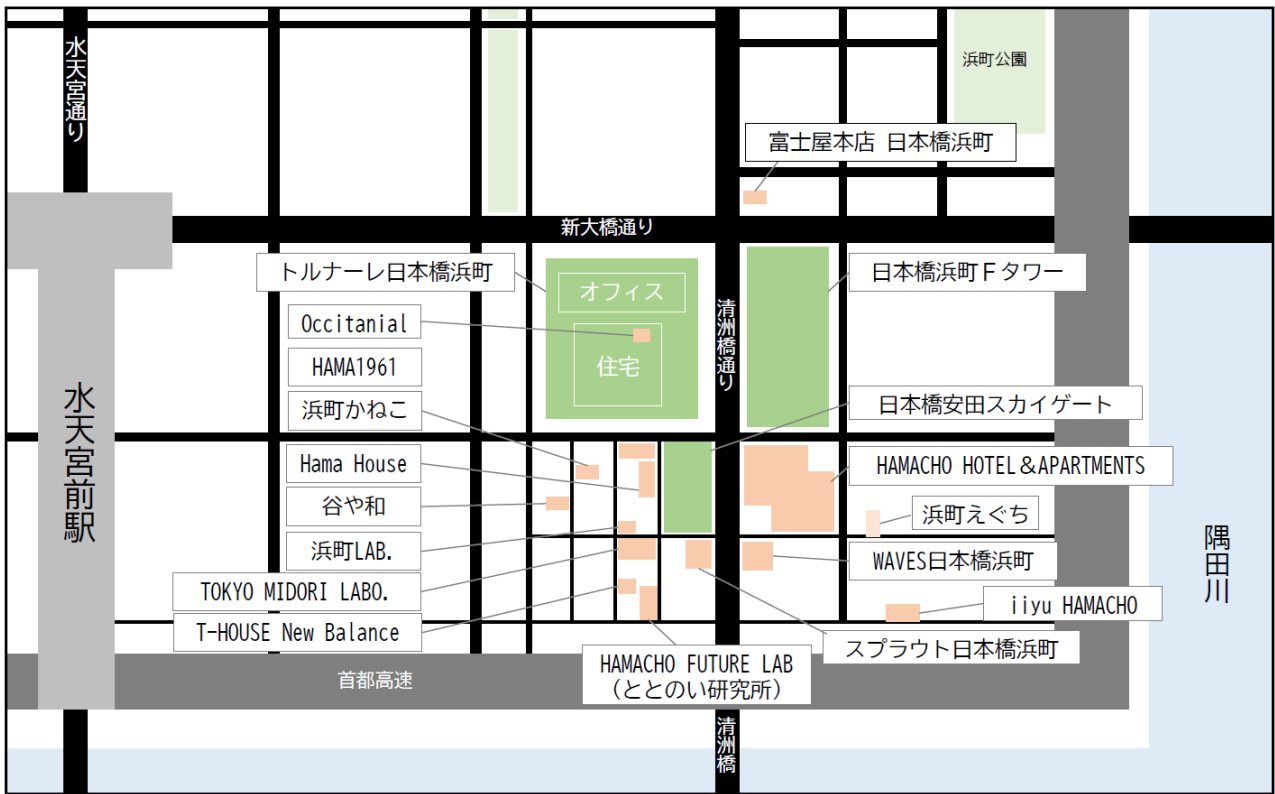 水天宮通り
浜町公園
富士屋本店 日本橋浜町
新大橋通り
トルナーレ日本橋浜町
オフィス
日本橋浜町Fタワー
Occitanial
清洲橋通り
HAMA1961
住宅
浜町かねこ
日本橋安田スカイゲート
水天宮前駅
Hama House
HAMACHO HOTEL&APARTMENTS
谷や和
浜町えぐち
浜町LAB.
WAVES日本橋浜町
隅田川
TOKYO MIDORI LABO.
iiyu HAMACHO
T-HOUSE New Balance
スプラウト日本橋浜町
HAMACHO FUTURE LAB
(ととのい研究所)
首都高速
清洲橋